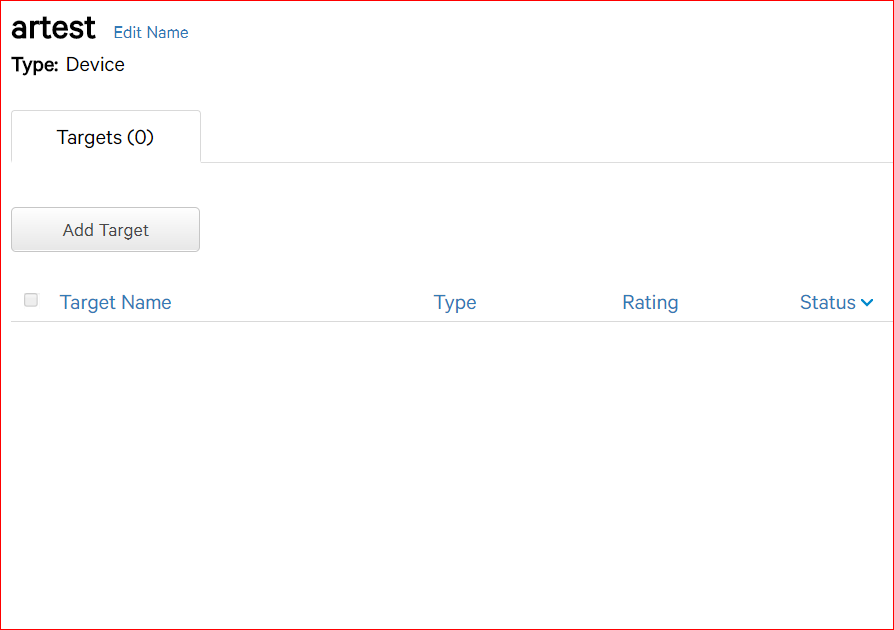 artest Edit Name
Type: Device
Targets (0)
Add Target
Target Name Type Rating Status